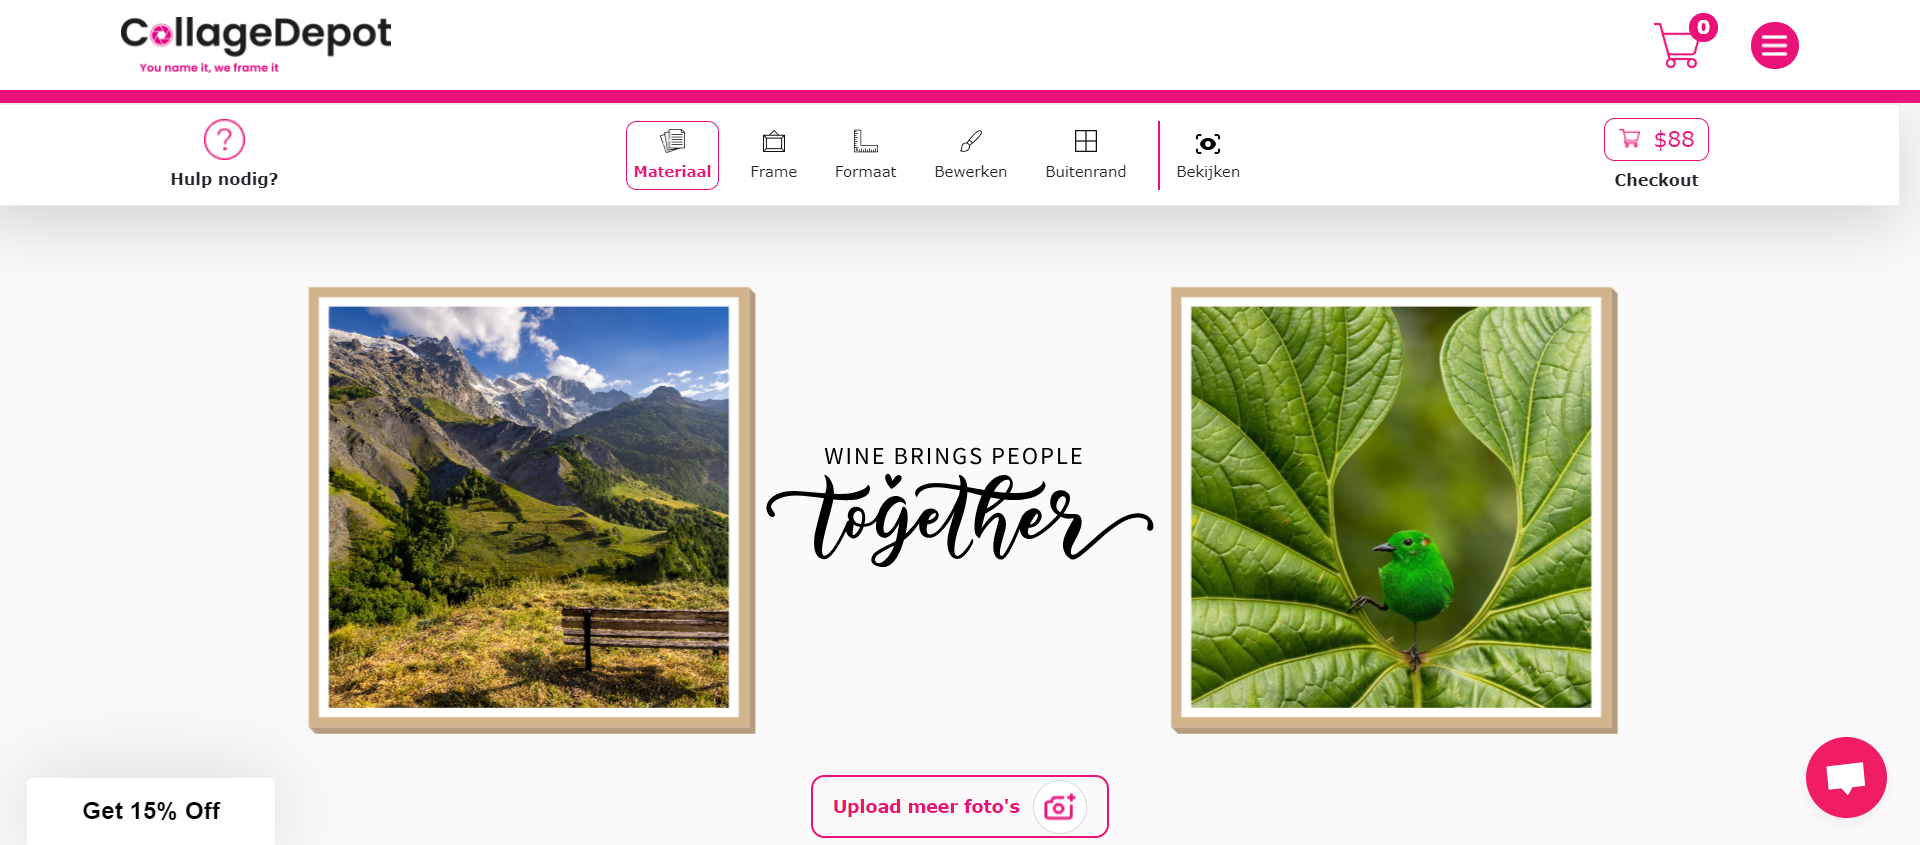 CollageDepot
You name it, we frame it
0
Hulp nodig?
Materiaal
Frame
Formaat
Bewerken
Buitenrand
Bekijken
$88
Checkout
WINE BRINGS PEOPLE
together
Get 15% Off
Upload meer foto's